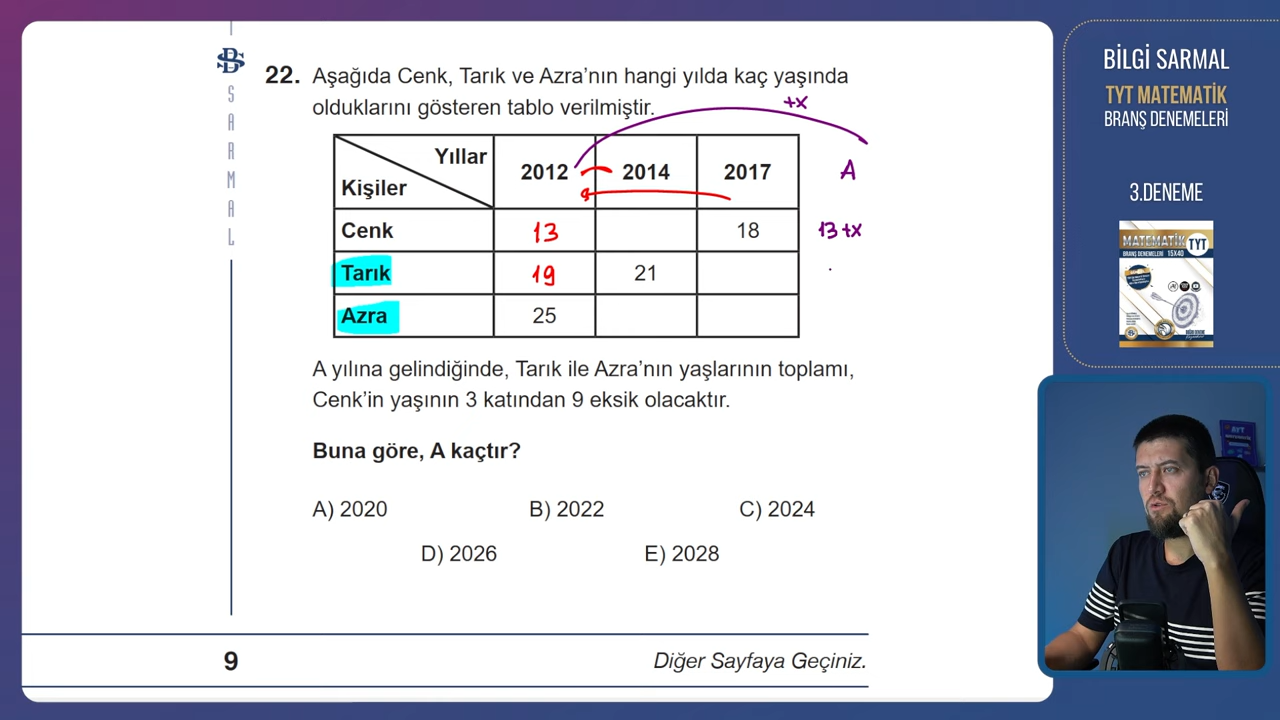 SARMAL
22. Aşağıda Cenk, Tarık ve Azra’nın hangi yılda kaç yaşında
olduklarını gösteren tablo verilmiştir.
+x
Yıllar
Kişiler
2012 2014 2017 A
Cenk 13 18 13+x
Tarık 19 21
Azra 25
A yılına gelindiğinde, Tarık ile Azra’nın yaşlarının toplamı,
Cenk’in yaşının 3 katından 9 eksik olacaktır.
Buna göre, A kaçtır?
A) 2020 B) 2022 C) 2024
D) 2026 E) 2028
9
Diğer Sayfaya Geçiniz.
BİLGİ SARMAL
TYT MATEMATİK
BRANŞ DENEMELERİ
3.DENEME
MATEMATİK TYT
BRANŞ DENEMELERİ 15X40
AYT